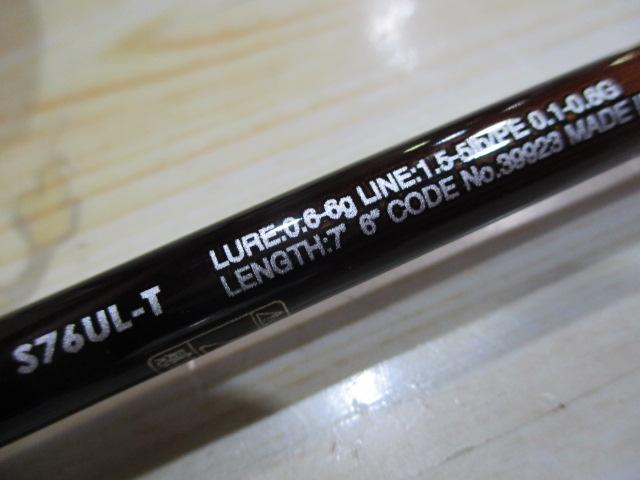 S76UL-T
LURE:0.6-6g LINE:1.5-5lb/PE 0.1-0.6G
LENGTH:7' 6" CODE No.39923 MADE